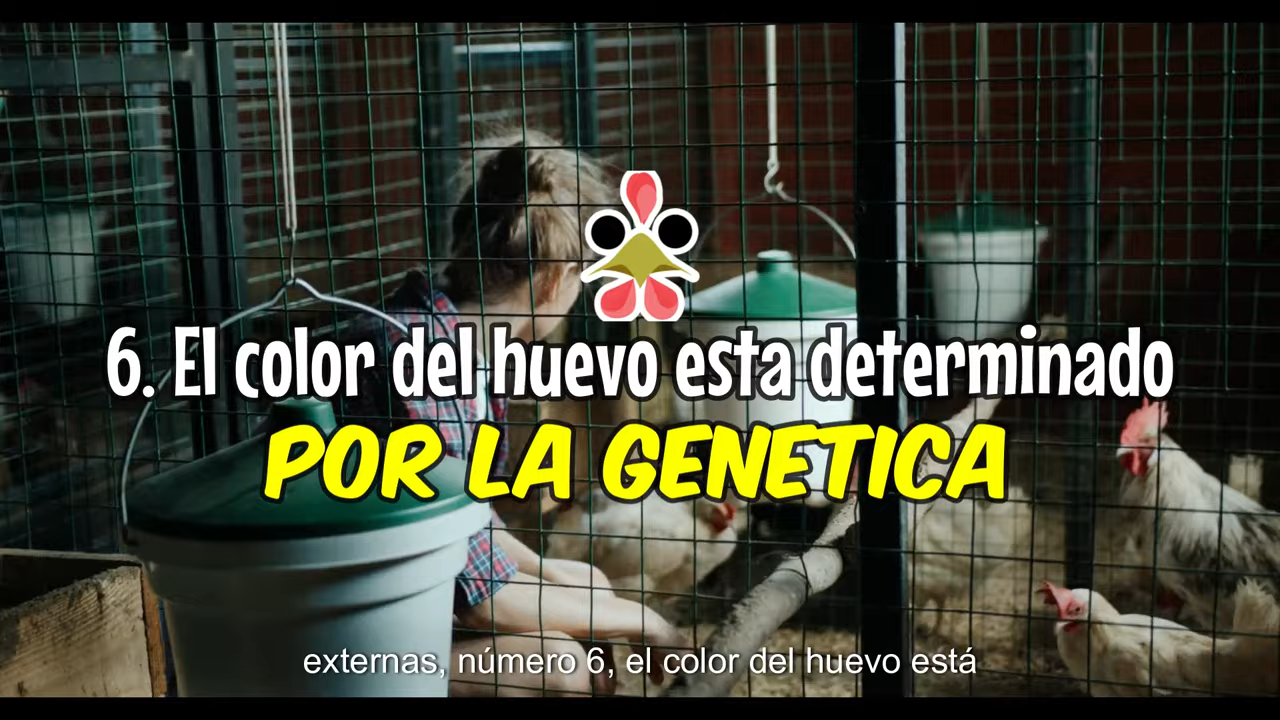 6. El color del huevo esta determinado
POR LA GENETICA
externas, número 6, el color del huevo está